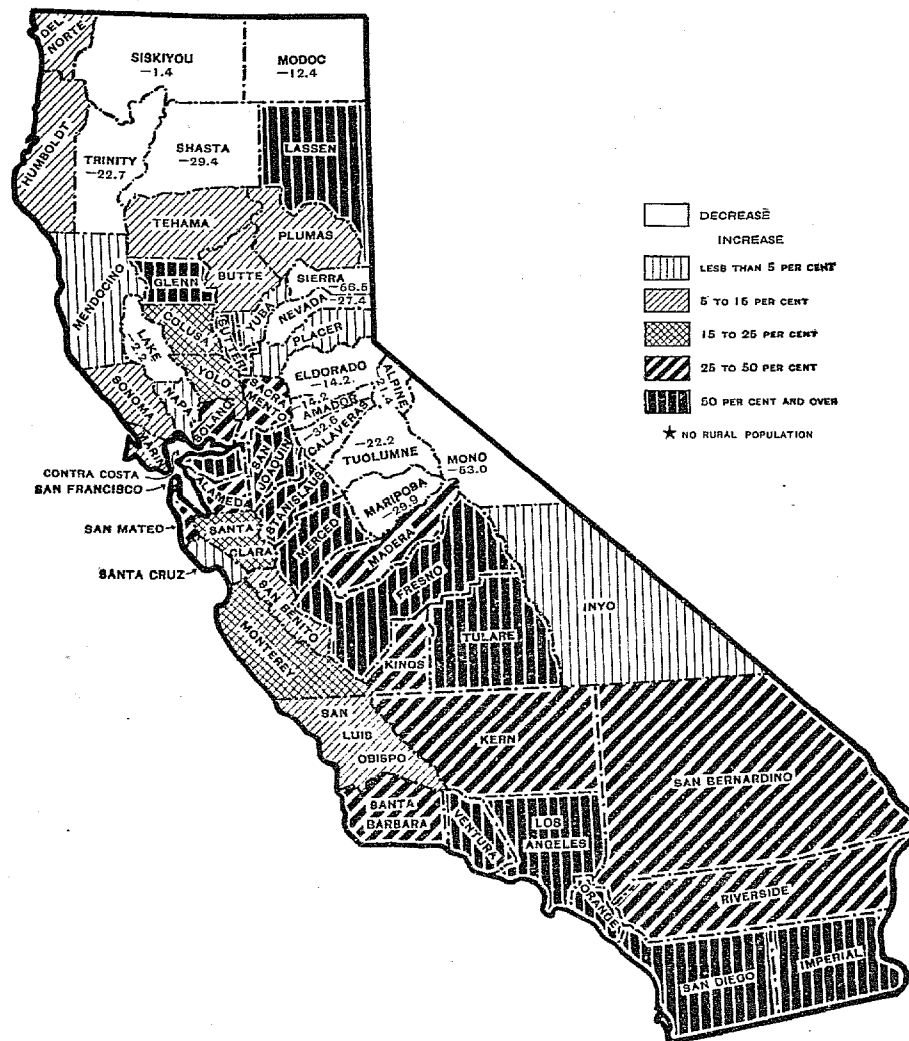 DEL
NORTE
SISKIYOU
-1.4
MODOC
-12.4
HUMBOLDT
TRINITY
-22.7
SHASTA
-29.4
LASSEN
TEHAMA
PLUMAS
MENDOCINO
GLENN
BUTTE
SIERRA
-66.5
COLUSA
SUTTER
YUBA
NEVADA
-27.4
PLACER
LAKE
-2.2
YOLO
ELDORADO
-14.2
ALPINE
SONOMA
NAPA
SACRA
MENTO
SOLANO
AMADOR
-32.6
CALAVERAS
MARIN
SAN
JOAQUIN
-22.2
TUOLUMNE
MONO
-53.0
CONTRA COSTA
SAN FRANCISCO
ALAMEDA
STANISLAUS
MARIPOSA
-29.9
SAN MATEO
SANTA
CLARA
MERCED
MADERA
SANTA CRUZ
SAN BENITO
FRESNO
INYO
MONTEREY
KINGS
TULARE
SAN
LUIS
OBISPO
KERN
SAN BERNARDINO
SANTA
BARBARA
VENTURA
LOS
ANGELES
ORANGE
RIVERSIDE
SAN DIEGO
IMPERIAL
DECREASE
INCREASE
LESS THAN 5 PER CENT
5 TO 15 PER CENT
15 TO 25 PER CENT
25 TO 50 PER CENT
50 PER CENT AND OVER
★ NO RURAL POPULATION